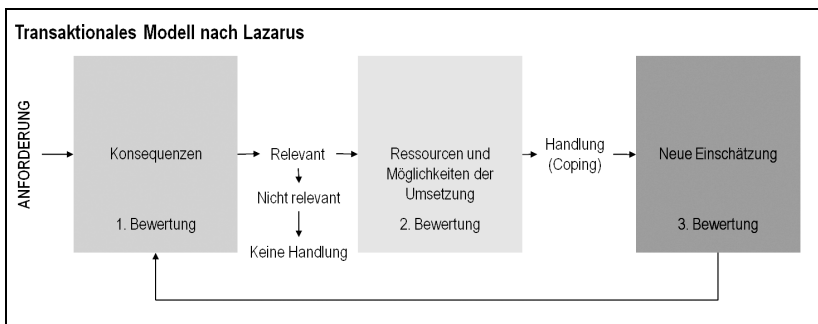 Transaktionales Modell nach Lazarus
ANFORDERUNG
Konsequenzen
1. Bewertung
Relevant
Nicht relevant
Keine Handlung
Ressourcen und
Möglichkeiten der
Umsetzung
2. Bewertung
Handlung
(Coping)
Neue Einschätzung
3. Bewertung